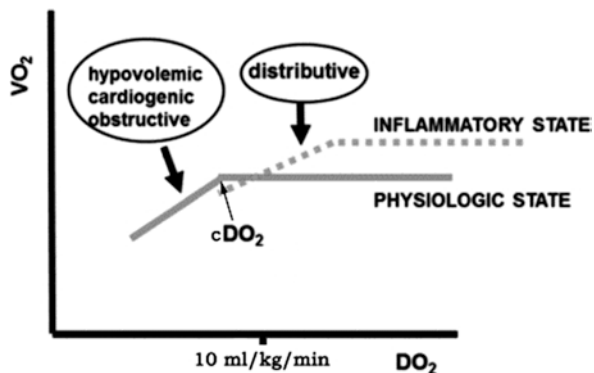 VO₂
hypovolemic
cardiogenic
obstructive
distributive
INFLAMMATORY STATE
PHYSIOLOGIC STATE
cDO₂
10 ml/kg/min
DO₂